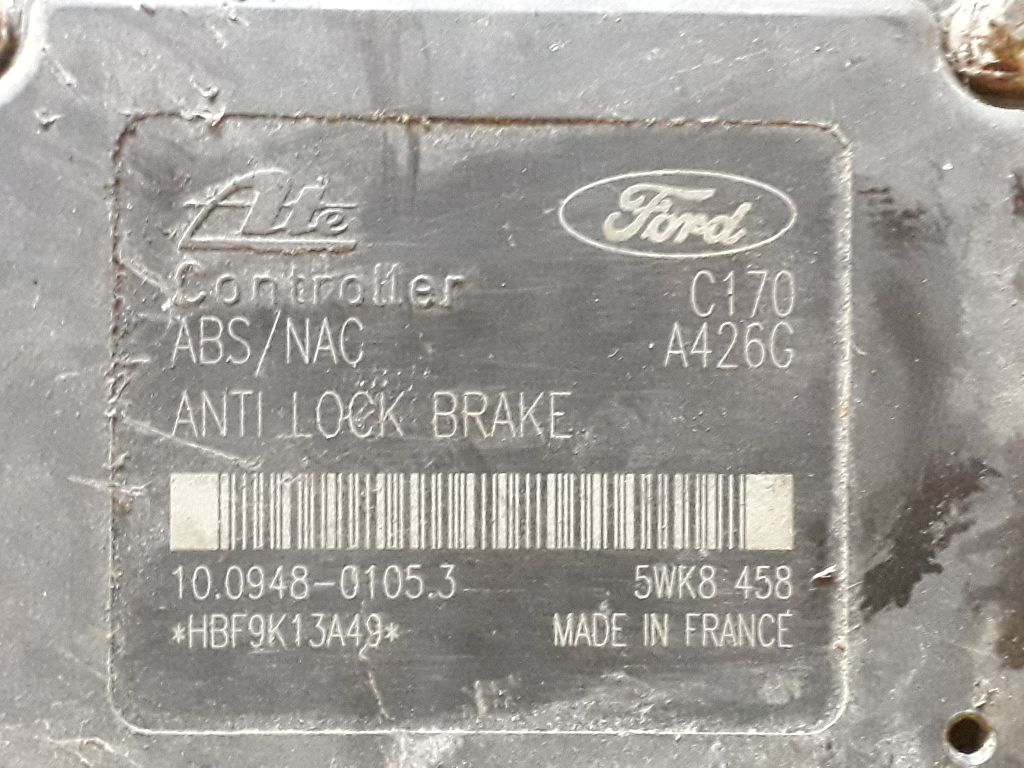 Ate Ford
Controller C170
ABS/NAC A426G
ANTI LOCK BRAKE
10.0948-0105.3 5WK8 458
*HBF9K13A49* MADE IN FRANCE